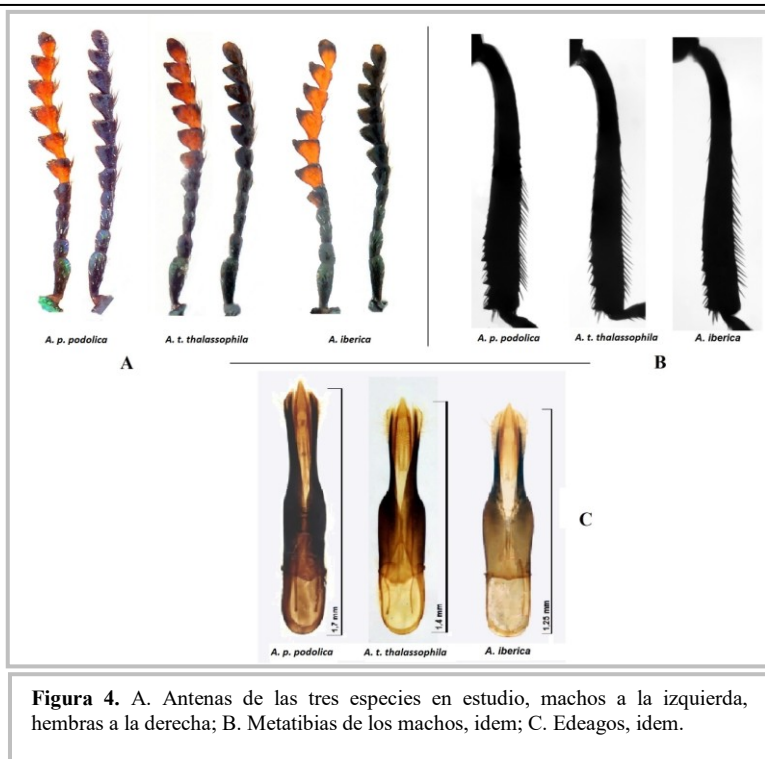 A. p. podolica
A. t. thalassophila
A. iberica
A
A. p. podolica
A. t. thalassophila
A. iberica
B
1,7 mm
1,4 mm
1,25 mm
C
A. p. podolica
A. t. thalassophila
A. iberica
Figura 4. A. Antenas de las tres especies en estudio, machos a la izquierda,
hembras a la derecha; B. Metatibias de los machos, idem; C. Edeagos, idem.